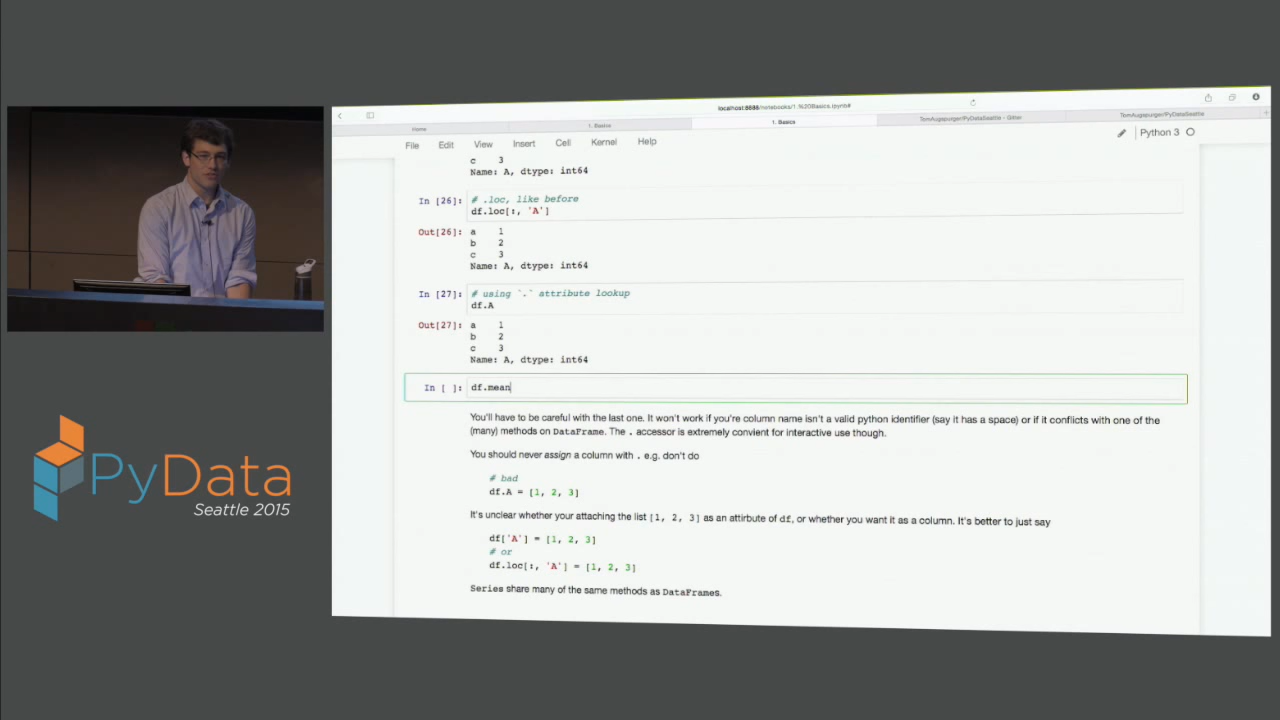 localhost:8888/notebooks/1.%20Basics.ipynb#
Home
1. Basics
1. Basics
TomAugspurger/PyDataSeattle - Gitter
TomAugspurger/PyDataSeattle
File Edit View Insert Cell Kernel Help
Python 3
c 3
Name: A, dtype: int64
In [26]: # .loc, like before
df.loc[:, 'A']
Out[26]: a 1
b 2
c 3
Name: A, dtype: int64
In [27]: # using `.` attribute lookup
df.A
Out[27]: a 1
b 2
c 3
Name: A, dtype: int64
In [ ]: df.mean
You'll have to be careful with the last one. It won't work if you're column name isn't a valid python identifier (say it has a space) or if it conflicts with one of the
(many) methods on DataFrame. The . accessor is extremely convient for interactive use though.
You should never assign a column with . e.g. don't do
# bad
df.A = [1, 2, 3]
It's unclear whether your attaching the list [1, 2, 3] as an attirbute of df, or whether you want it as a column. It's better to just say
df['A'] = [1, 2, 3]
# or
df.loc[:, 'A'] = [1, 2, 3]
Series share many of the same methods as DataFrames.
PyData
Seattle 2015